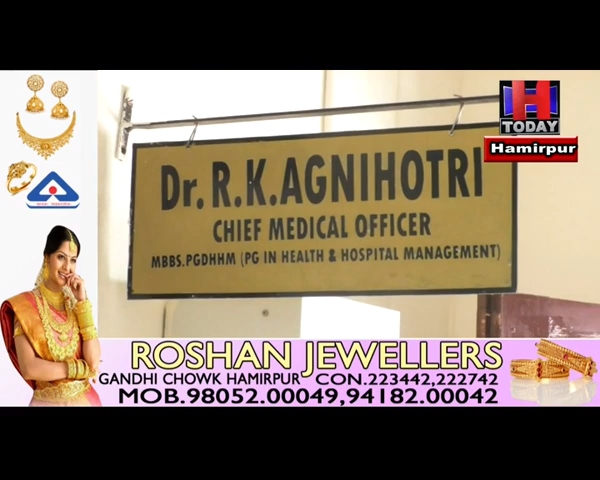 H
TODAY
Hamirpur
Dr. R.K.AGNIHOTRI
CHIEF MEDICAL OFFICER
MBBS.PGDHHM (PG IN HEALTH & HOSPITAL MANAGEMENT)
ROSHAN JEWELLERS
GANDHI CHOWK HAMIRPUR CON.223442,222742
MOB.98052.00049,94182.00042